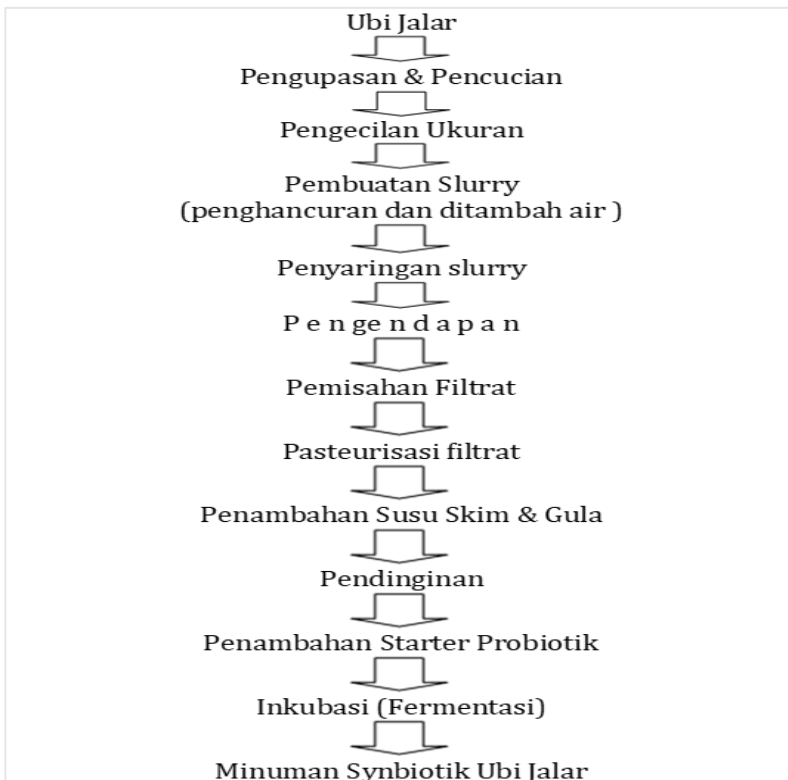 Ubi Jalar
Pengupasan & Pencucian
Pengecilan Ukuran
Pembuatan Slurry
(penghancuran dan ditambah air )
Penyaringan slurry
P e n ge n d a p a n
Pemisahan Filtrat
Pasteurisasi filtrat
Penambahan Susu Skim & Gula
Pendinginan
Penambahan Starter Probiotik
Inkubasi (Fermentasi)
Minuman Synbiotik Ubi Jalar